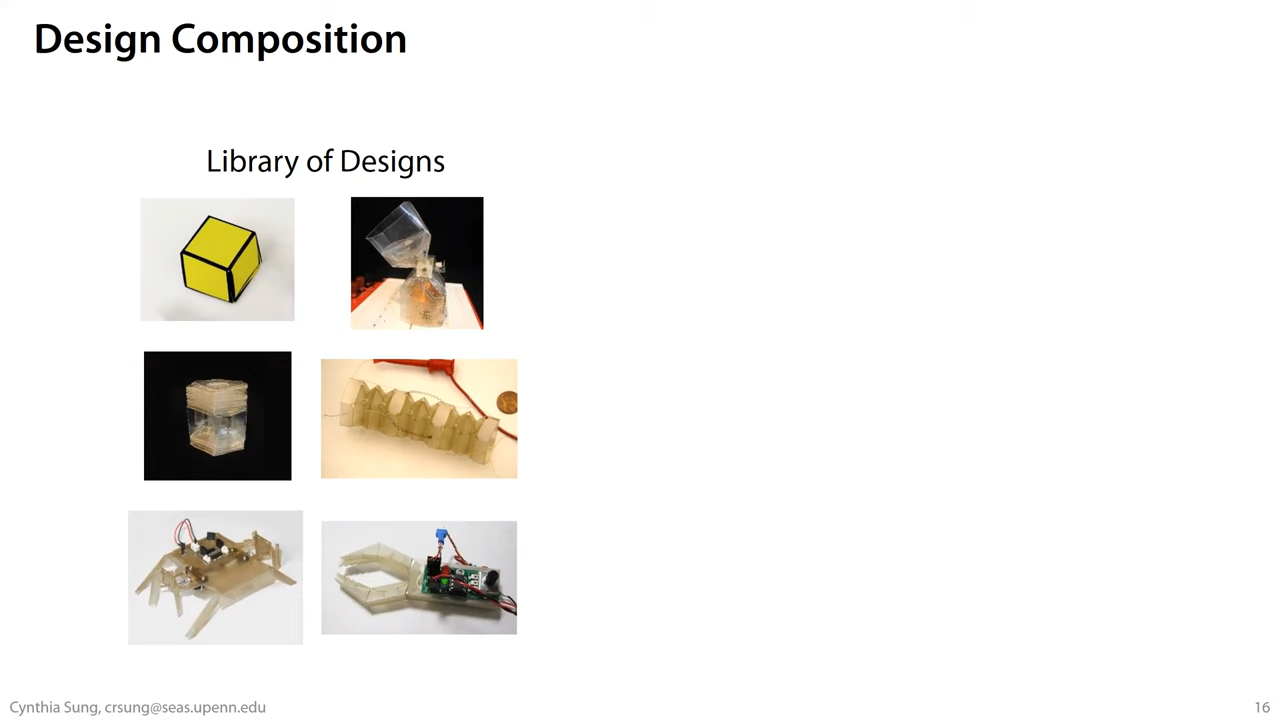 Design Composition
Library of Designs
Cynthia Sung, crsung@seas.upenn.edu
16